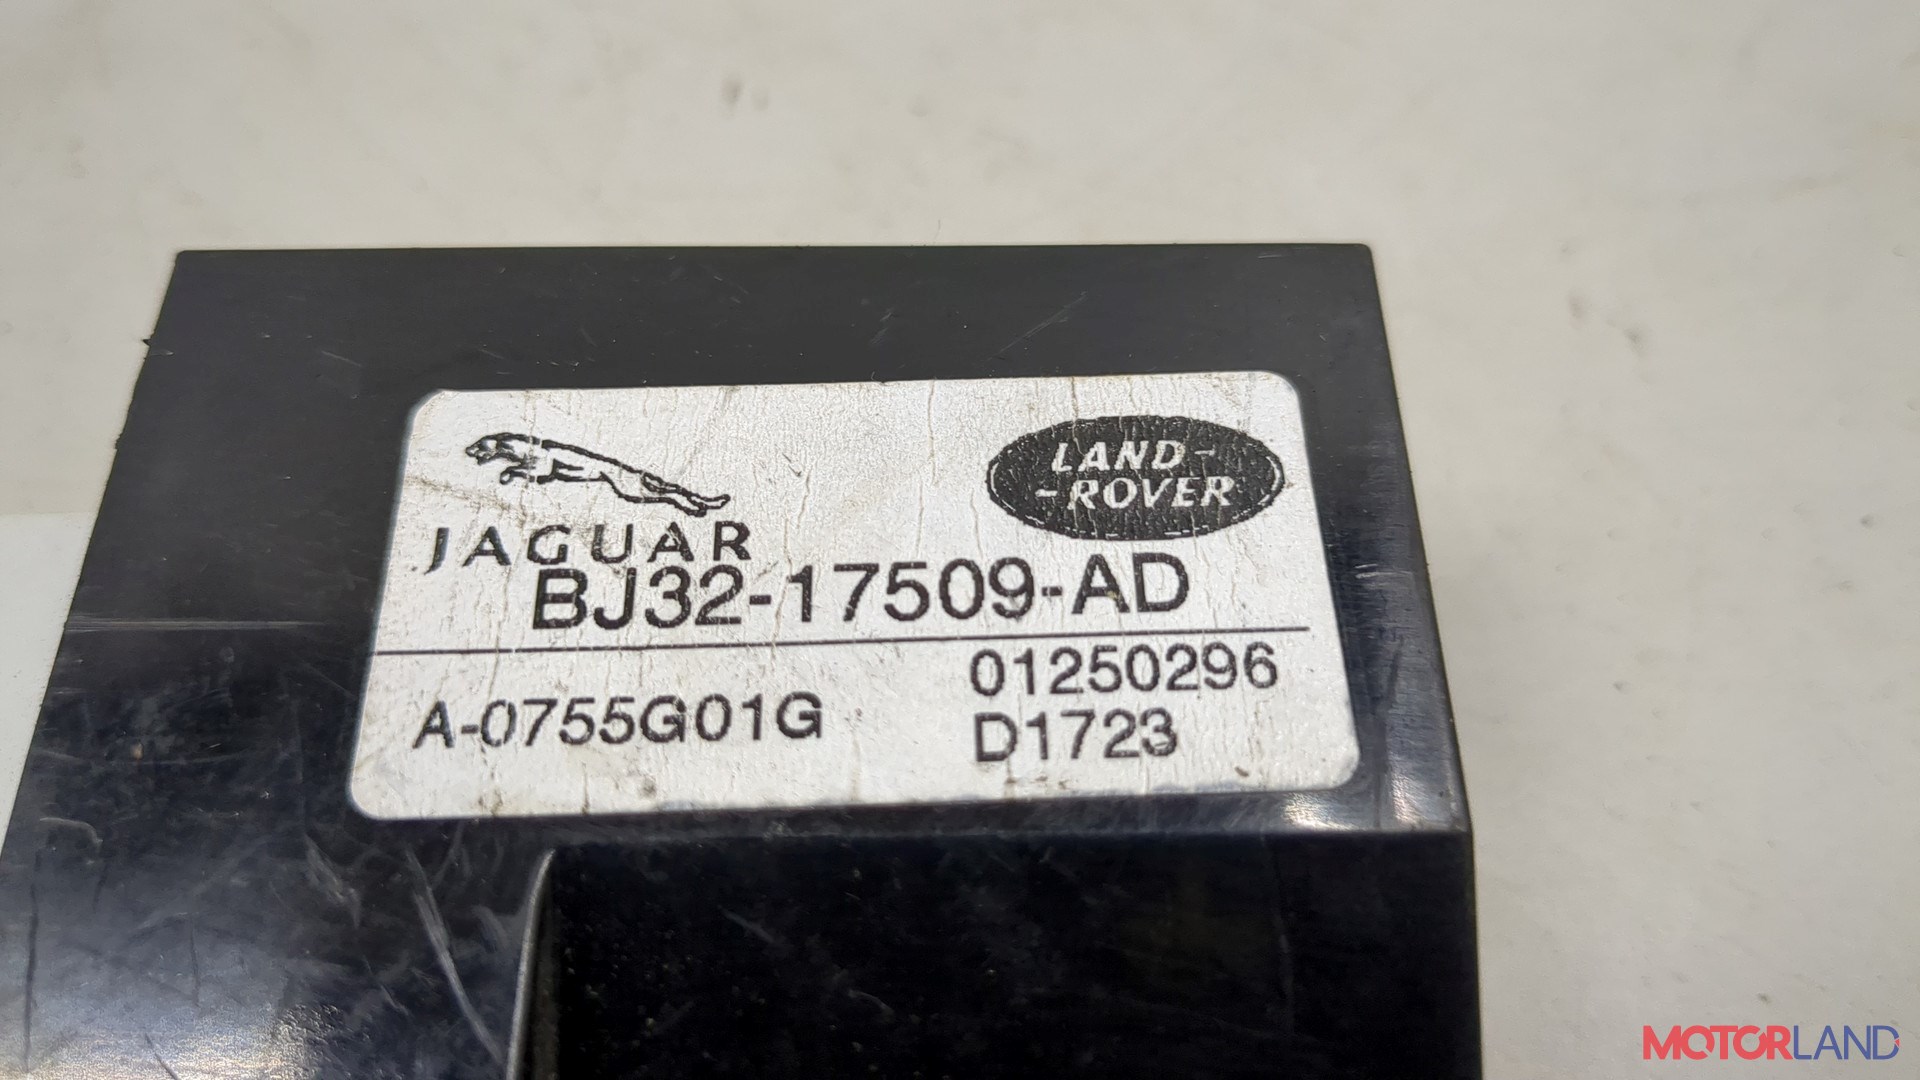 JAGUAR
LAND-
-ROVER
BJ32-17509-AD
A-0755G01G
01250296
D1723
MOTORLAND